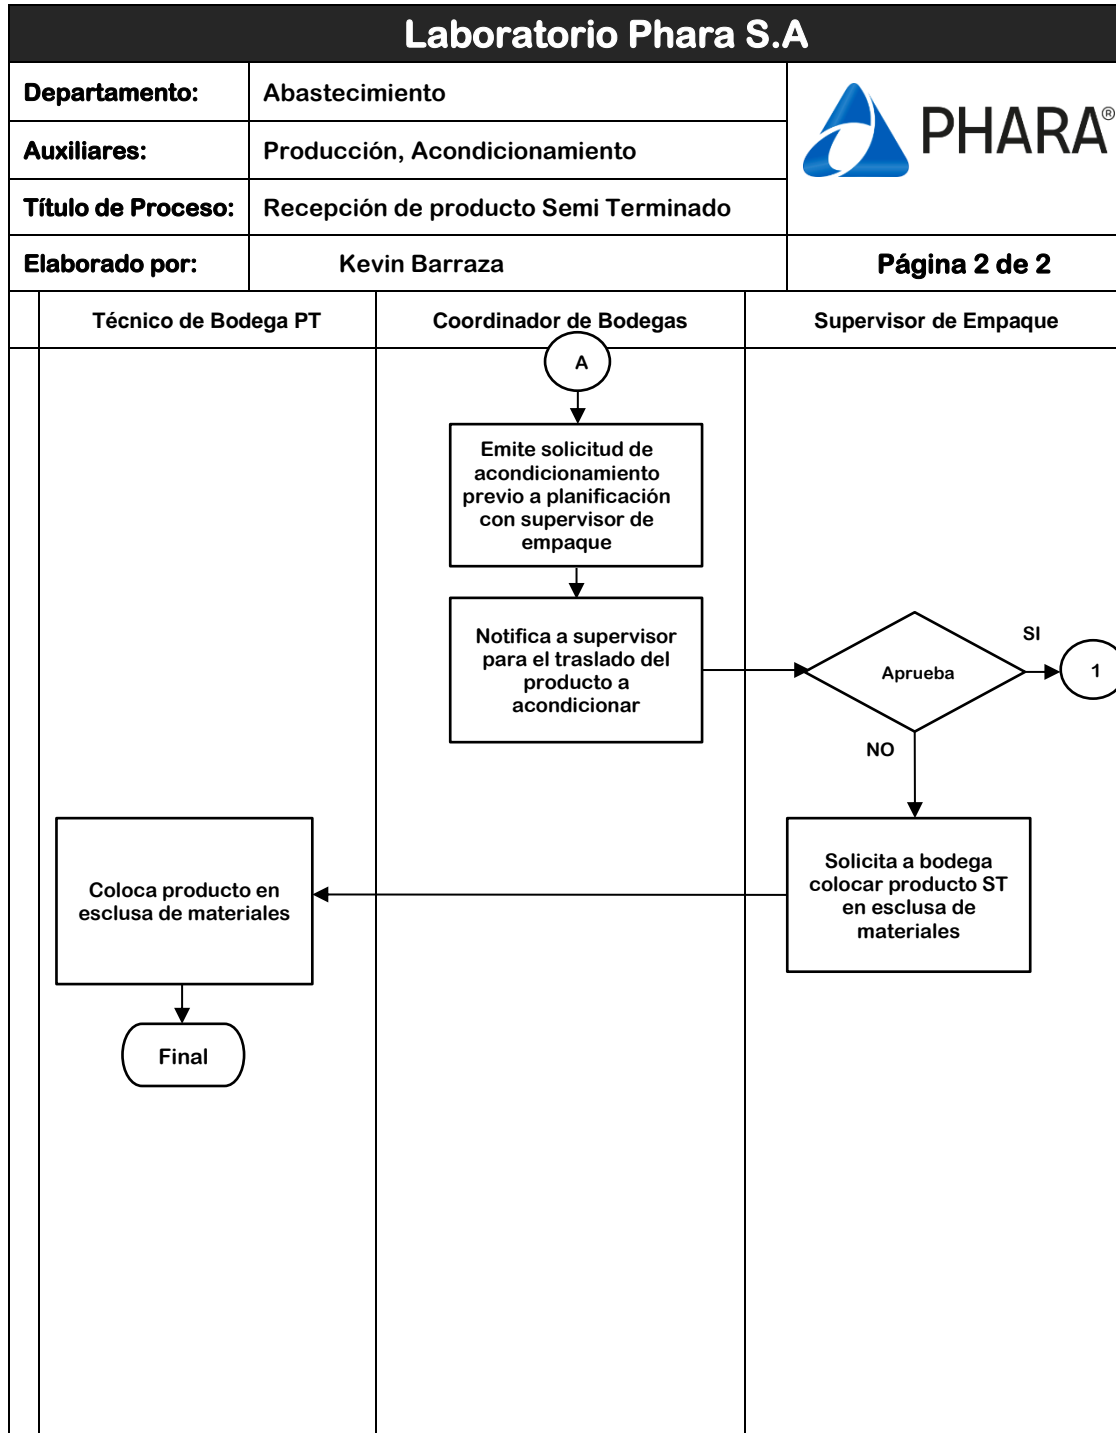 Laboratorio Phara S.A
Departamento:
Abastecimiento
PHARA®
Auxiliares:
Producción, Acondicionamiento
Título de Proceso:
Recepción de producto Semi Terminado
Elaborado por:
Kevin Barraza
Página 2 de 2
Técnico de Bodega PT
Coordinador de Bodegas
Supervisor de Empaque
A
Emite solicitud de
acondicionamiento
previo a planificación
con supervisor de
empaque
Notifica a supervisor
para el traslado del
producto a
acondicionar
Aprueba
SI
1
NO
Solicita a bodega
colocar producto ST
en esclusa de
materiales
Coloca producto en
esclusa de materiales
Final